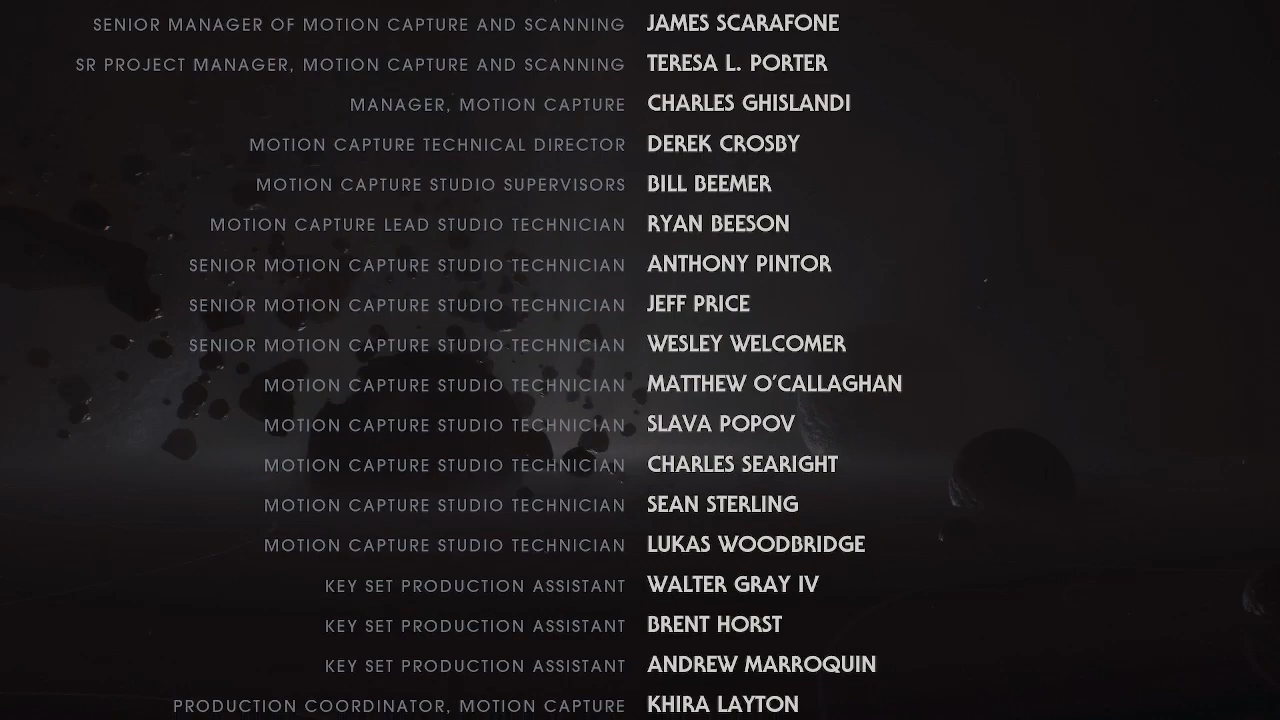 SENIOR MANAGER OF MOTION CAPTURE AND SCANNING JAMES SCARAFONE
SR PROJECT MANAGER, MOTION CAPTURE AND SCANNING TERESA L. PORTER
MANAGER, MOTION CAPTURE CHARLES GHISLANDI
MOTION CAPTURE TECHNICAL DIRECTOR DEREK CROSBY
MOTION CAPTURE STUDIO SUPERVISORS BILL BEEMER
MOTION CAPTURE LEAD STUDIO TECHNICIAN RYAN BEESON
SENIOR MOTION CAPTURE STUDIO TECHNICIAN ANTHONY PINTOR
SENIOR MOTION CAPTURE STUDIO TECHNICIAN JEFF PRICE
SENIOR MOTION CAPTURE STUDIO TECHNICIAN WESLEY WELCOMER
MOTION CAPTURE STUDIO TECHNICIAN MATTHEW O'CALLAGHAN
MOTION CAPTURE STUDIO TECHNICIAN SLAVA POPOV
MOTION CAPTURE STUDIO TECHNICIAN CHARLES SEARIGHT
MOTION CAPTURE STUDIO TECHNICIAN SEAN STERLING
MOTION CAPTURE STUDIO TECHNICIAN LUKAS WOODBRIDGE
KEY SET PRODUCTION ASSISTANT WALTER GRAY IV
KEY SET PRODUCTION ASSISTANT BRENT HORST
KEY SET PRODUCTION ASSISTANT ANDREW MARROQUIN
PRODUCTION COORDINATOR, MOTION CAPTURE KHIRA LAYTON